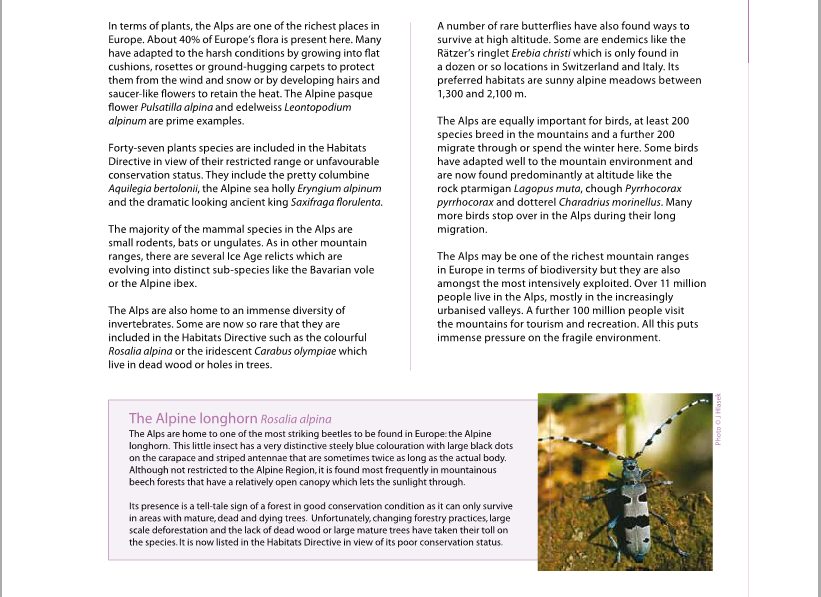 In terms of plants, the Alps are one of the richest places in
Europe. About 40% of Europe's flora is present here. Many
have adapted to the harsh conditions by growing into flat
cushions, rosettes or ground-hugging carpets to protect
them from the wind and snow or by developing hairs and
saucer-like flowers to retain the heat. The Alpine pasque
flower Pulsatilla alpina and edelweiss Leontopodium
alpinum are prime examples.
Forty-seven plants species are included in the Habitats
Directive in view of their restricted range or unfavourable
conservation status. They include the pretty columbine
Aquilegia bertolonii, the Alpine sea holly Eryngium alpinum
and the dramatic looking ancient king Saxifraga florulenta.
The majority of the mammal species in the Alps are
small rodents, bats or ungulates. As in other mountain
ranges, there are several Ice Age relicts which are
evolving into distinct sub-species like the Bavarian vole
or the Alpine ibex.
The Alps are also home to an immense diversity of
invertebrates. Some are now so rare that they are
included in the Habitats Directive such as the colourful
Rosalia alpina or the iridescent Carabus olympiae which
live in dead wood or holes in trees.
A number of rare butterflies have also found ways to
survive at high altitude. Some are endemics like the
Rätzer's ringlet Erebia christi which is only found in
a dozen or so locations in Switzerland and Italy. Its
preferred habitats are sunny alpine meadows between
1,300 and 2,100 m.
The Alps are equally important for birds, at least 200
species breed in the mountains and a further 200
migrate through or spend the winter here. Some birds
have adapted well to the mountain environment and
are now found predominantly at altitude like the
rock ptarmigan Lagopus muta, chough Pyrrhocorax
pyrrhocorax and dotterel Charadrius morinellus. Many
more birds stop over in the Alps during their long
migration.
The Alps may be one of the richest mountain ranges
in Europe in terms of biodiversity but they are also
amongst the most intensively exploited. Over 11 million
people live in the Alps, mostly in the increasingly
urbanised valleys. A further 100 million people visit
the mountains for tourism and recreation. All this puts
immense pressure on the fragile environment.
The Alpine longhorn Rosalia alpina
The Alps are home to one of the most striking beetles to be found in Europe: the Alpine
longhorn. This little insect has a very distinctive steely blue colouration with large black dots
on the carapace and striped antennae that are sometimes twice as long as the actual body.
Although not restricted to the Alpine Region, it is found most frequently in mountainous
beech forests that have a relatively open canopy which lets the sunlight through.
Its presence is a tell-tale sign of a forest in good conservation condition as it can only survive
in areas with mature, dead and dying trees. Unfortunately, changing forestry practices, large
scale deforestation and the lack of dead wood or large mature trees have taken their toll on
the species. It is now listed in the Habitats Directive in view of its poor conservation status.
Photo © J Hlasek